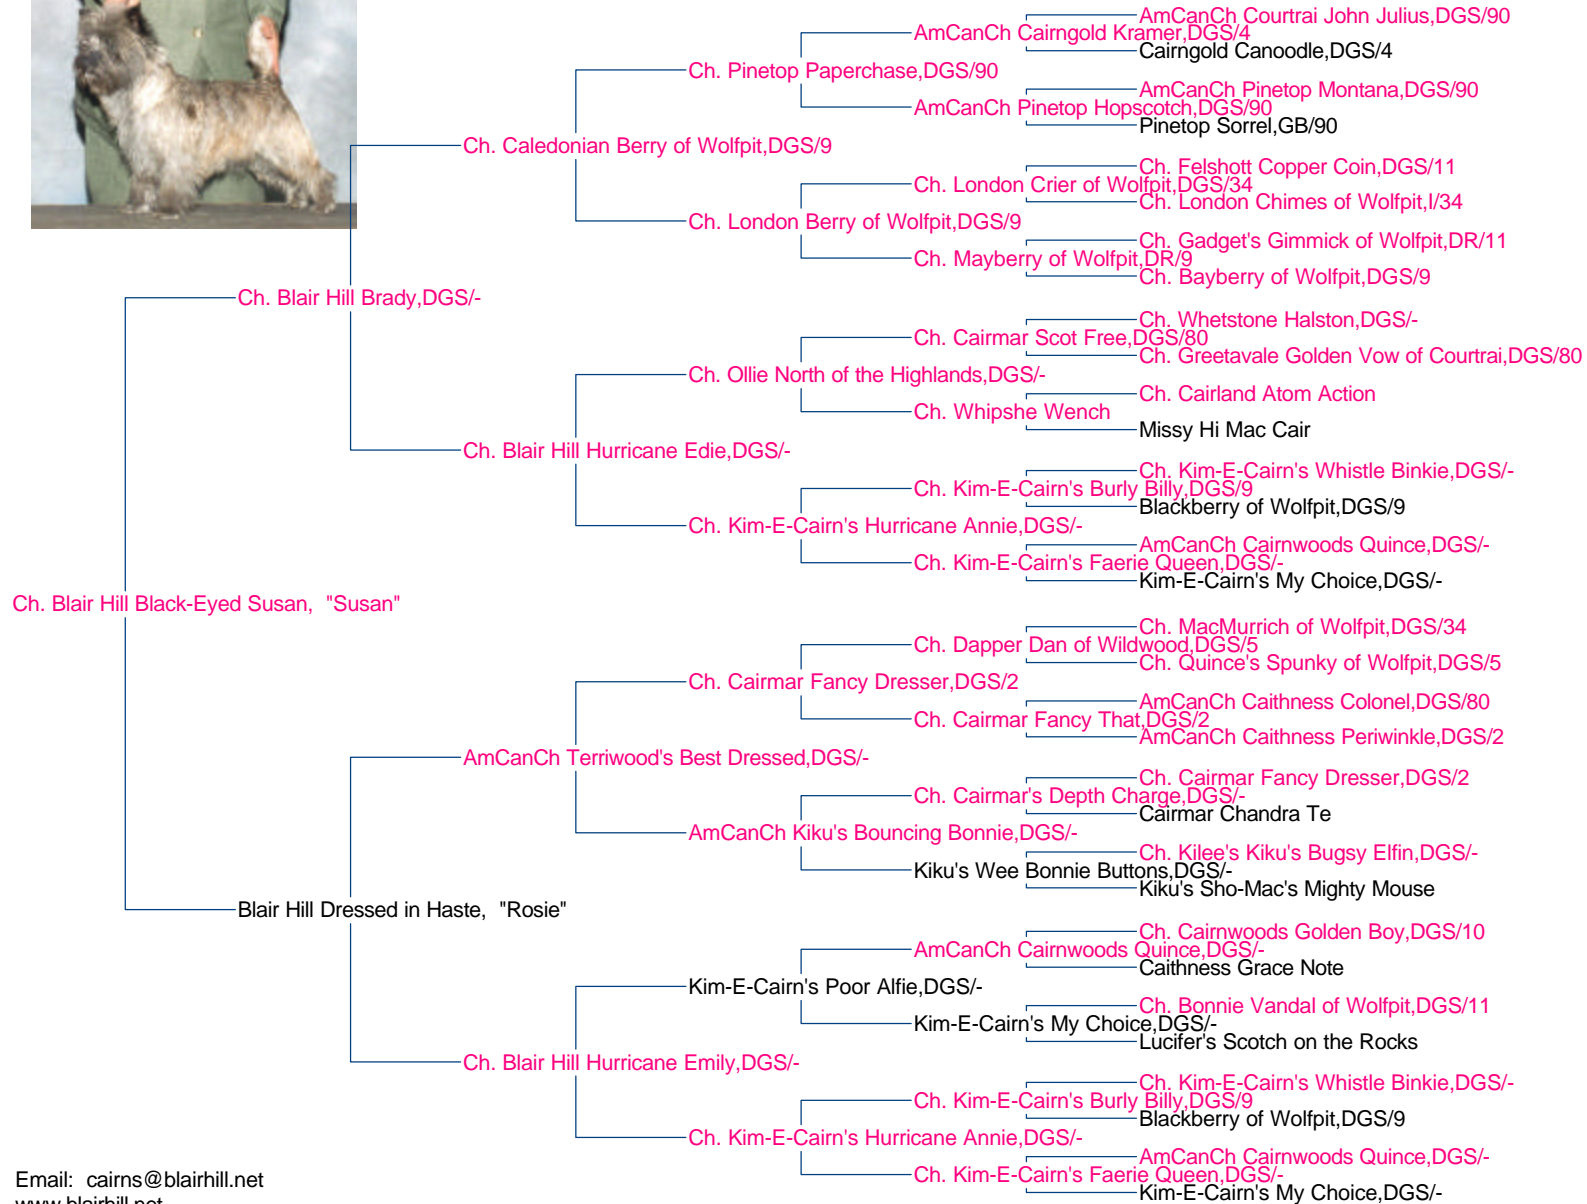 AmCanCh Courtrai John Julius,DGS/90
AmCanCh Cairngold Kramer,DGS/4
Cairngold Canoodle,DGS/4
Ch. Pinetop Paperchase,DGS/90
AmCanCh Pinetop Montana,DGS/90
AmCanCh Pinetop Hopscotch,DGS/90
Pinetop Sorrel,GB/90
Ch. Caledonian Berry of Wolfpit,DGS/9
Ch. Felshott Copper Coin,DGS/11
Ch. London Crier of Wolfpit,DGS/34
Ch. London Chimes of Wolfpit,I/34
Ch. London Berry of Wolfpit,DGS/9
Ch. Gadget's Gimmick of Wolfpit,DR/11
Ch. Mayberry of Wolfpit,DR/9
Ch. Bayberry of Wolfpit,DGS/9
Ch. Blair Hill Brady,DGS/-
Ch. Whetstone Halston,DGS/-
Ch. Cairmar Scot Free,DGS/80
Ch. Greetavale Golden Vow of Courtrai,DGS/80
Ch. Ollie North of the Highlands,DGS/-
Ch. Cairland Atom Action
Ch. Whipshe Wench
Missy Hi Mac Cair
Ch. Blair Hill Hurricane Edie,DGS/-
Ch. Kim-E-Cairn's Whistle Binkie,DGS/-
Ch. Kim-E-Cairn's Burly Billy,DGS/9
Blackberry of Wolfpit,DGS/9
Ch. Kim-E-Cairn's Hurricane Annie,DGS/-
AmCanCh Cairnwoods Quince,DGS/-
Ch. Kim-E-Cairn's Faerie Queen,DGS/-
Kim-E-Cairn's My Choice,DGS/-
Ch. Blair Hill Black-Eyed Susan,  "Susan"
Ch. MacMurrich of Wolfpit,DGS/34
Ch. Dapper Dan of Wildwood,DGS/5
Ch. Quince's Spunky of Wolfpit,DGS/5
Ch. Cairmar Fancy Dresser,DGS/2
AmCanCh Caithness Colonel,DGS/80
Ch. Cairmar Fancy That,DGS/2
AmCanCh Caithness Periwinkle,DGS/2
AmCanCh Terriwood's Best Dressed,DGS/-
Ch. Cairmar Fancy Dresser,DGS/2
Ch. Cairmar's Depth Charge,DGS/-
Cairmar Chandra Te
AmCanCh Kiku's Bouncing Bonnie,DGS/-
Ch. Kilee's Kiku's Bugsy Elfin,DGS/-
Kiku's Wee Bonnie Buttons,DGS/-
Kiku's Sho-Mac's Mighty Mouse
Blair Hill Dressed in Haste,  "Rosie"
Ch. Cairnwoods Golden Boy,DGS/10
AmCanCh Cairnwoods Quince,DGS/-
Caithness Grace Note
Kim-E-Cairn's Poor Alfie,DGS/-
Ch. Bonnie Vandal of Wolfpit,DGS/11
Kim-E-Cairn's My Choice,DGS/-
Lucifer's Scotch on the Rocks
Ch. Blair Hill Hurricane Emily,DGS/-
Ch. Kim-E-Cairn's Whistle Binkie,DGS/-
Ch. Kim-E-Cairn's Burly Billy,DGS/9
Blackberry of Wolfpit,DGS/9
Ch. Kim-E-Cairn's Hurricane Annie,DGS/-
AmCanCh Cairnwoods Quince,DGS/-
Ch. Kim-E-Cairn's Faerie Queen,DGS/-
Kim-E-Cairn's My Choice,DGS/-
Email:  cairns@blairhill.net
www.blairhill.net